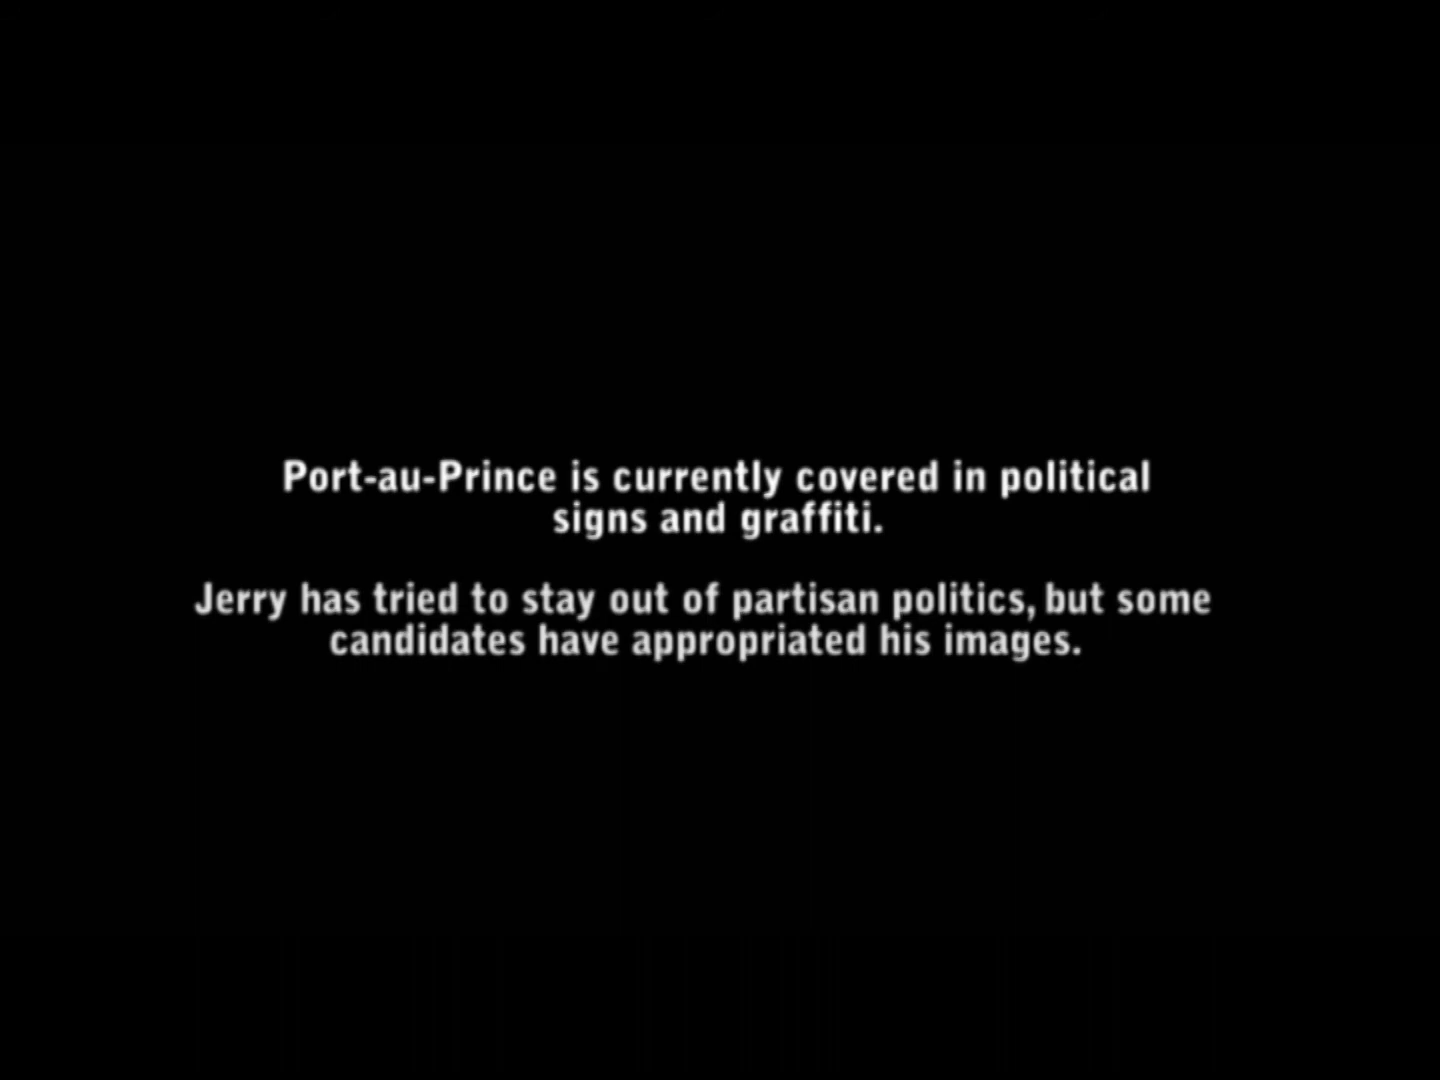 Port-au-Prince is currently covered in political
signs and graffiti.
Jerry has tried to stay out of partisan politics, but some
candidates have appropriated his images.